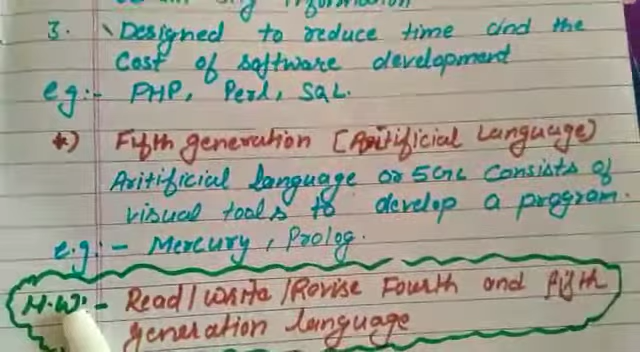 3. Designed to reduce time and the
Cost of software development
eg:- PHP, Perl, SQL.
*) Fifth generation [Aritificial Language)
Aritificial language or 5GNL Consists of
visual tools to develop a program.
e.g:- Mercury, Prolog.
H.W:- Read/write/Revise Fourth and fifth
generation language